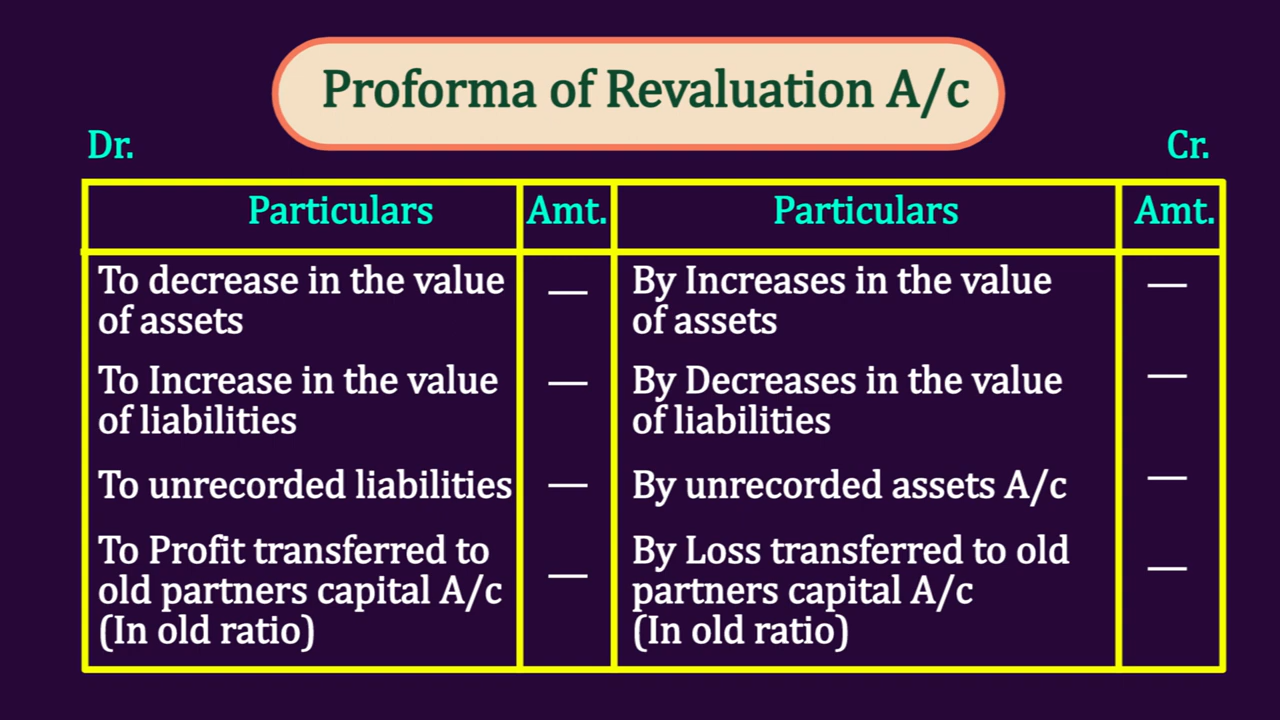 Proforma of Revaluation A/c
Dr.
Cr.
Particulars
Amt.
Particulars
Amt.
To decrease in the value
of assets
—
By Increases in the value
of assets
—
To Increase in the value
of liabilities
—
By Decreases in the value
of liabilities
—
To unrecorded liabilities
—
By unrecorded assets A/c
—
To Profit transferred to
old partners capital A/c
(In old ratio)
—
By Loss transferred to old
partners capital A/c
(In old ratio)
—